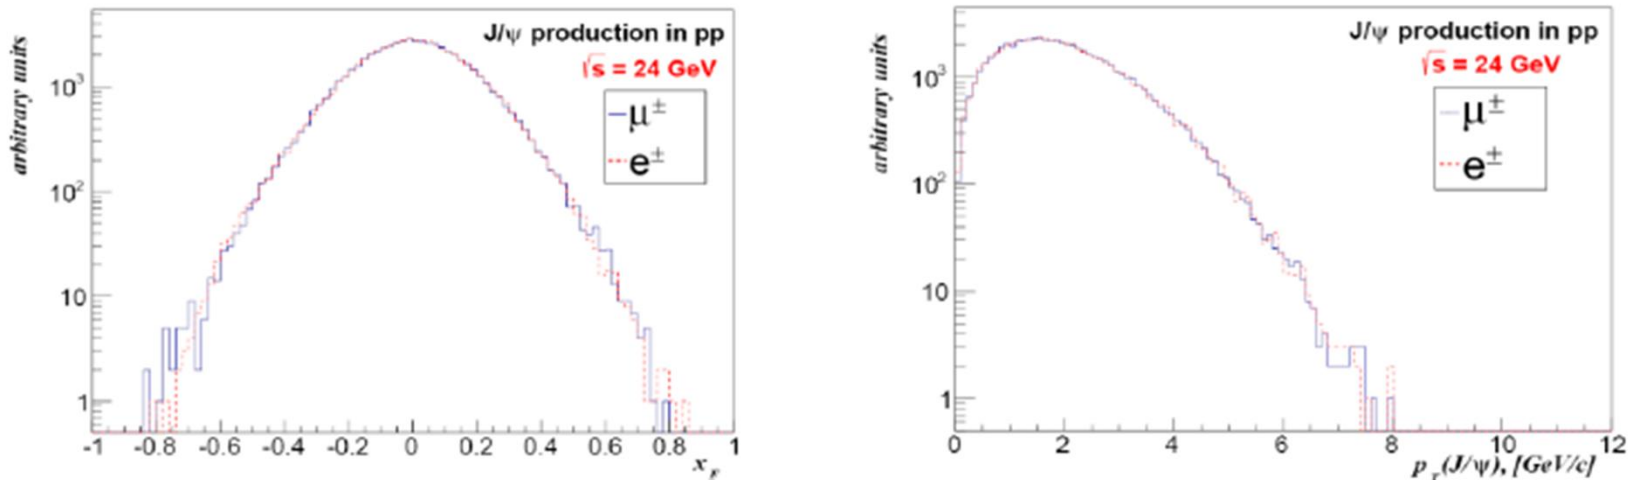 J/ψ production in pp
√s = 24 GeV
μ±
e±
arbitrary units
10³
10²
10
1
-1 -0.8 -0.6 -0.4 -0.2 0 0.2 0.4 0.6 0.8 1
x_F
J/ψ production in pp
√s = 24 GeV
μ±
e±
arbitrary units
10³
10²
10
1
0 2 4 6 8 10 12
p_T(J/ψ), [GeV/c]